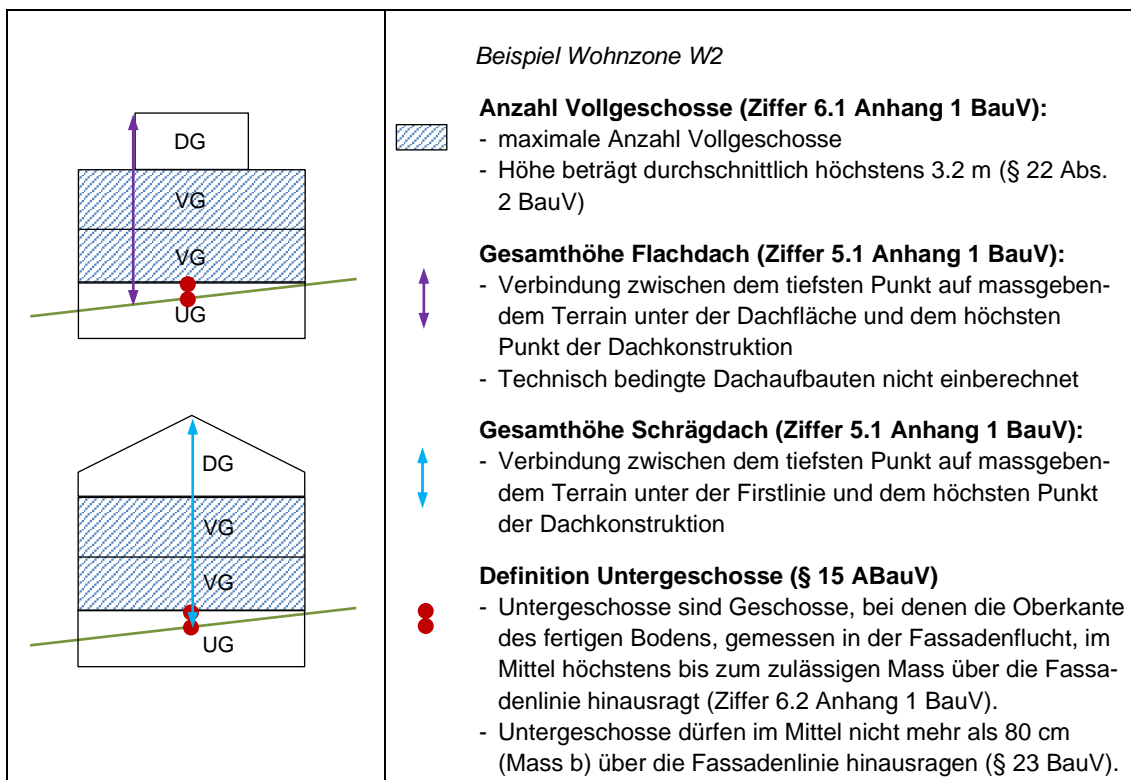 DG
VG
VG
UG
DG
VG
VG
UG
Beispiel Wohnzone W2
Anzahl Vollgeschosse (Ziffer 6.1 Anhang 1 BauV):
- maximale Anzahl Vollgeschosse
- Höhe beträgt durchschnittlich höchstens 3.2 m (§ 22 Abs.
2 BauV)
Gesamthöhe Flachdach (Ziffer 5.1 Anhang 1 BauV):
- Verbindung zwischen dem tiefsten Punkt auf massgeben-
dem Terrain unter der Dachfläche und dem höchsten
Punkt der Dachkonstruktion
- Technisch bedingte Dachaufbauten nicht einberechnet
Gesamthöhe Schrägdach (Ziffer 5.1 Anhang 1 BauV):
- Verbindung zwischen dem tiefsten Punkt auf massgeben-
dem Terrain unter der Firstlinie und dem höchsten Punkt
der Dachkonstruktion
Definition Untergeschosse (§ 15 ABauV)
- Untergeschosse sind Geschosse, bei denen die Oberkante
des fertigen Bodens, gemessen in der Fassadenflucht, im
Mittel höchstens bis zum zulässigen Mass über die Fassa-
denlinie hinausragt (Ziffer 6.2 Anhang 1 BauV).
- Untergeschosse dürfen im Mittel nicht mehr als 80 cm
(Mass b) über die Fassadenlinie hinausragen (§ 23 BauV).